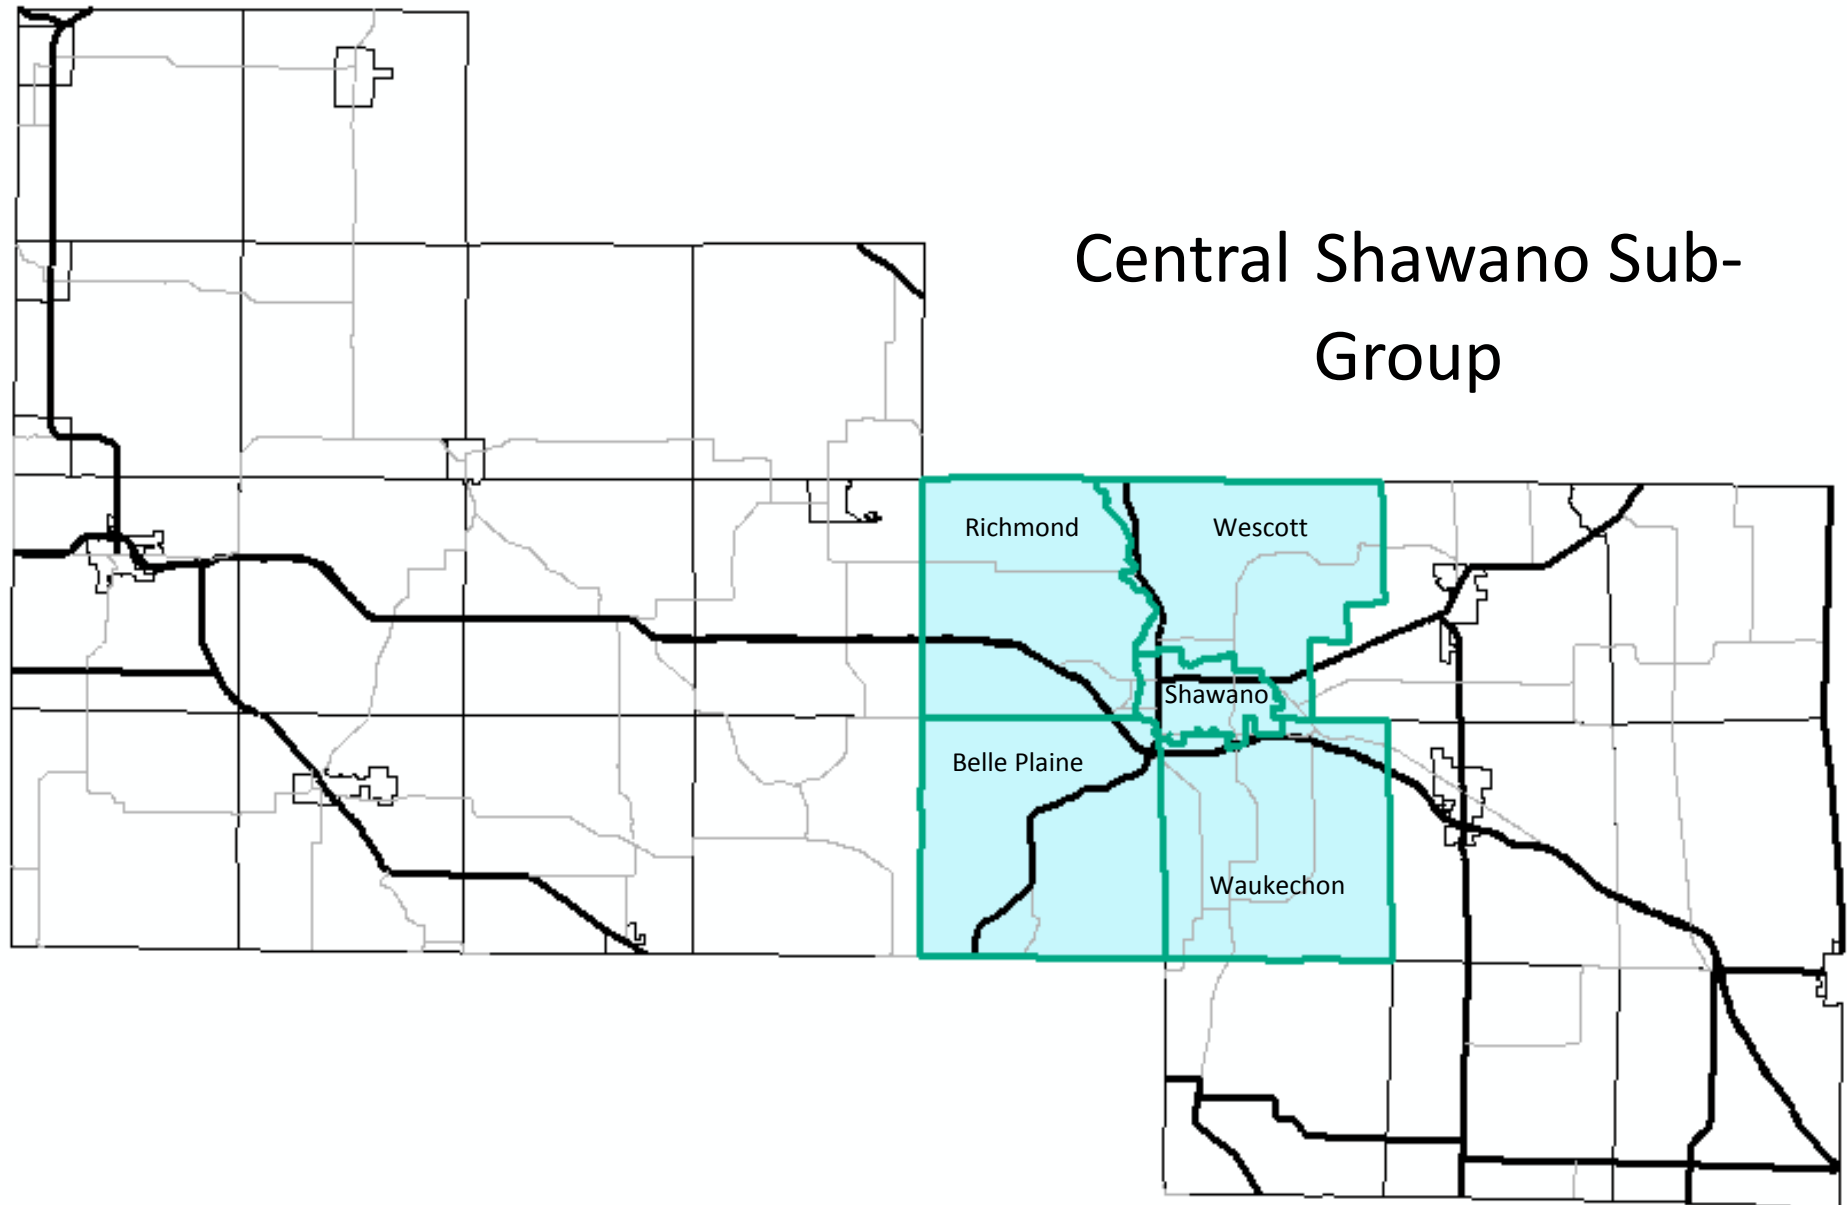 Central Shawano Sub-
Group
Richmond
Wescott
Shawano
Belle Plaine
Waukechon